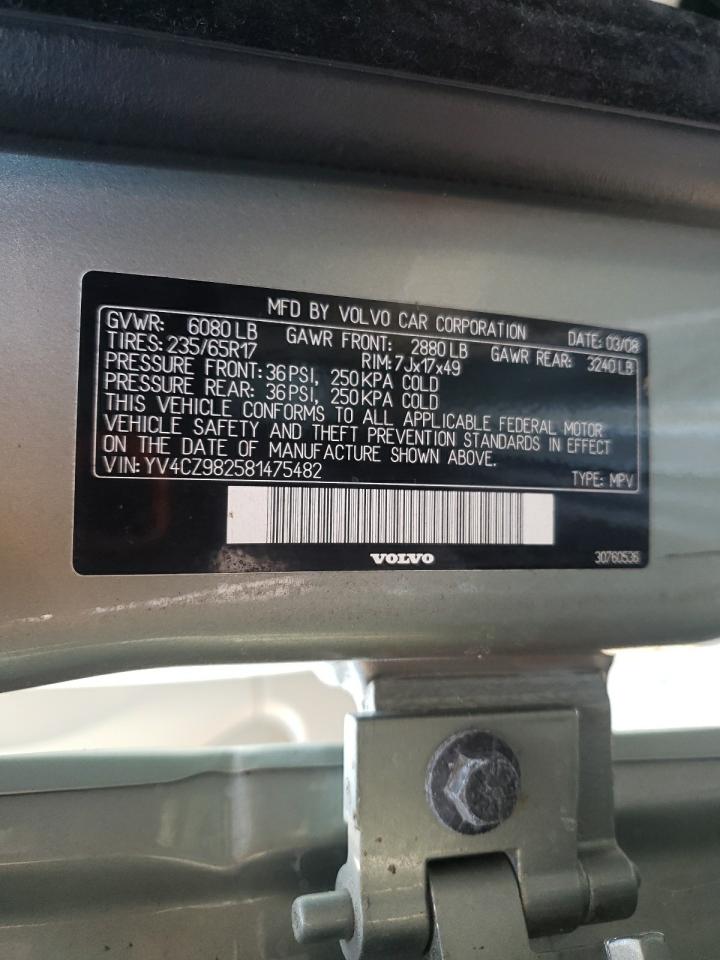 MFD BY VOLVO CAR CORPORATION DATE: 03/08
GVWR: 6080 LB GAWR FRONT: 2880 LB GAWR REAR: 3240 LB
TIRES: 235/65R17 RIM: 7Jx17x49
PRESSURE FRONT: 36 PSI, 250 KPA COLD
PRESSURE REAR: 36 PSI, 250 KPA COLD
THIS VEHICLE CONFORMS TO ALL APPLICABLE FEDERAL MOTOR
VEHICLE SAFETY AND THEFT PREVENTION STANDARDS IN EFFECT
ON THE DATE OF MANUFACTURE SHOWN ABOVE.
VIN: YV4CZ982581475482 TYPE: MPV
VOLVO 30760536